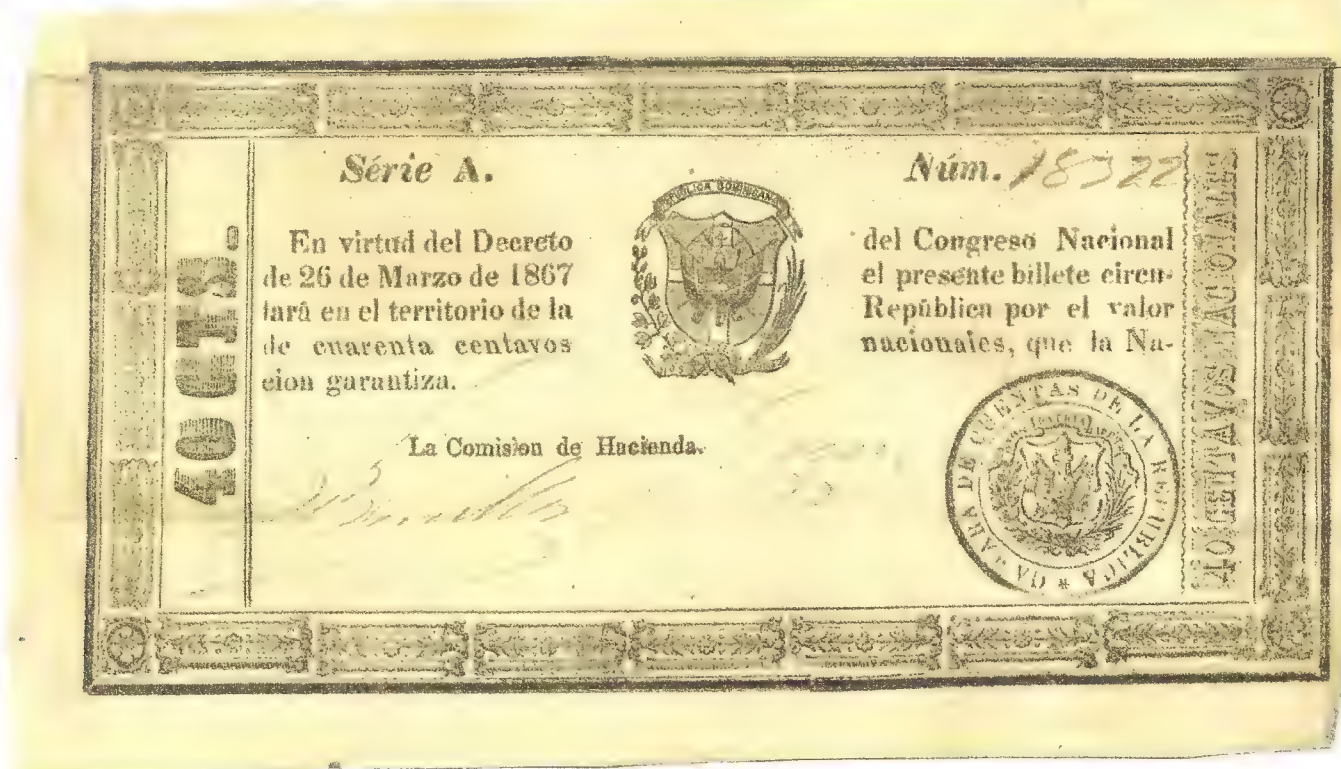 Série A. Núm. 18322
REPUBLICA DOMINICANA
En virtud del Decreto del Congreso Nacional
de 26 de Marzo de 1867 el presente billete circu-
lará en el territorio de la República por el valor
de cuarenta centavos nacionales, que la Na-
cion garantiza.
La Comision de Hacienda.
40 CTS.
40 CENTAVOS NACIONALES
CAMARA DE CUENTAS DE LA REPUBLICA *